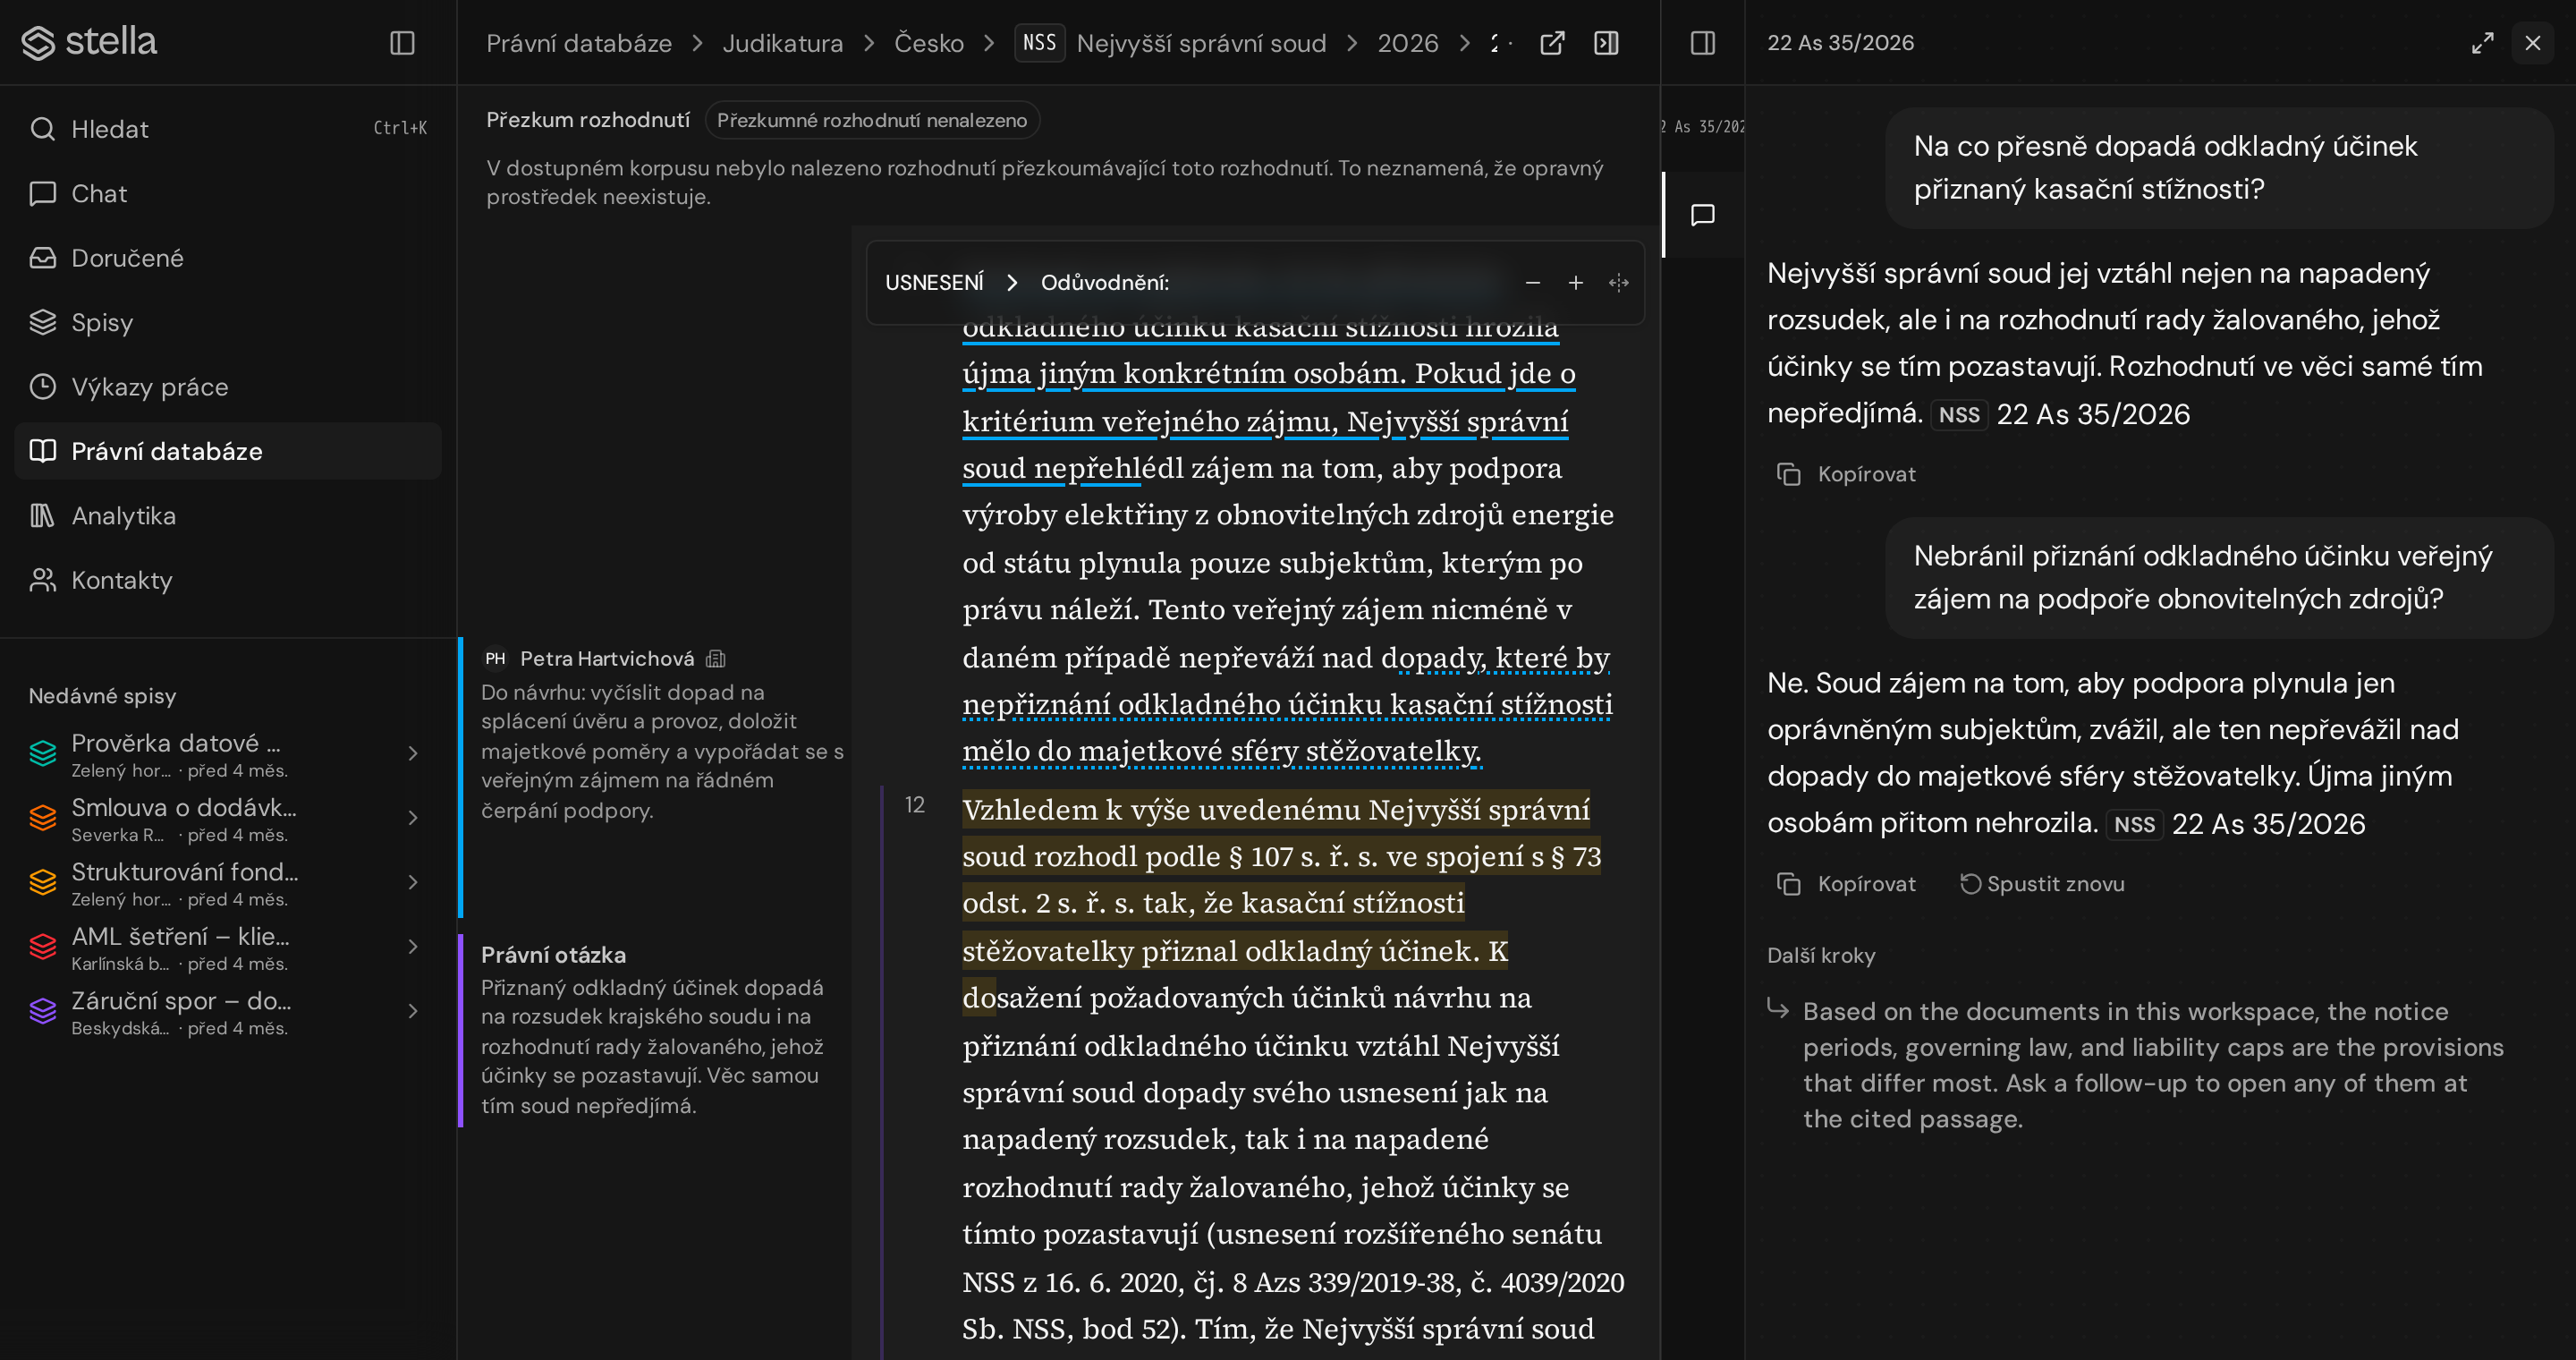 stella
Hledat Ctrl+K
Chat
Doručené
Spisy
Výkazy práce
Právní databáze
Analytika
Kontakty
Nedávné spisy
Prověrka datové ...
Zelený hor... · před 4 měs.
Smlouva o dodávk...
Severka R... · před 4 měs.
Strukturování fond...
Zelený hor... · před 4 měs.
AML šetření – klie...
Karlínská b... · před 4 měs.
Záruční spor – do...
Beskydská... · před 4 měs.
Právní databáze > Judikatura > Česko > NSS Nejvyšší správní soud > 2026 >
Přezkum rozhodnutí Přezkumné rozhodnutí nenalezeno
V dostupném korpusu nebylo nalezeno rozhodnutí přezkoumávající toto rozhodnutí. To neznamená, že opravný
prostředek neexistuje.
USNESENÍ > Odůvodnění:
odkladného účinku kasační stížnosti hrozila
újma jiným konkrétním osobám. Pokud jde o
kritérium veřejného zájmu, Nejvyšší správní
soud nepřehlédl zájem na tom, aby podpora
výroby elektřiny z obnovitelných zdrojů energie
od státu plynula pouze subjektům, kterým po
právu náleží. Tento veřejný zájem nicméně v
daném případě nepřeváží nad dopady, které by
nepřiznání odkladného účinku kasační stížnosti
mělo do majetkové sféry stěžovatelky.
12 Vzhledem k výše uvedenému Nejvyšší správní
soud rozhodl podle § 107 s. ř. s. ve spojení s § 73
odst. 2 s. ř. s. tak, že kasační stížnosti
stěžovatelky přiznal odkladný účinek. K
dosažení požadovaných účinků návrhu na
přiznání odkladného účinku vztáhl Nejvyšší
správní soud dopady svého usnesení jak na
napadený rozsudek, tak i na napadené
rozhodnutí rady žalovaného, jehož účinky se
tímto pozastavují (usnesení rozšířeného senátu
NSS z 16. 6. 2020, čj. 8 Azs 339/2019-38, č. 4039/2020
Sb. NSS, bod 52). Tím, že Nejvyšší správní soud
PH Petra Hartvichová
Do návrhu: vyčíslit dopad na
splácení úvěru a provoz, doložit
majetkové poměry a vypořádat se s
veřejným zájmem na řádném
čerpání podpory.
Právní otázka
Přiznaný odkladný účinek dopadá
na rozsudek krajského soudu i na
rozhodnutí rady žalovaného, jehož
účinky se pozastavují. Věc samou
tím soud nepředjímá.
2 As 35/202
22 As 35/2026
Na co přesně dopadá odkladný účinek
přiznaný kasační stížnosti?
Nejvyšší správní soud jej vztáhl nejen na napadený
rozsudek, ale i na rozhodnutí rady žalovaného, jehož
účinky se tím pozastavují. Rozhodnutí ve věci samé tím
nepředjímá. NSS 22 As 35/2026
Kopírovat
Nebránil přiznání odkladného účinku veřejný
zájem na podpoře obnovitelných zdrojů?
Ne. Soud zájem na tom, aby podpora plynula jen
oprávněným subjektům, zvážil, ale ten nepřevážil nad
dopady do majetkové sféry stěžovatelky. Újma jiným
osobám přitom nehrozila. NSS 22 As 35/2026
Kopírovat Spustit znovu
Další kroky
Based on the documents in this workspace, the notice
periods, governing law, and liability caps are the provisions
that differ most. Ask a follow-up to open any of them at
the cited passage.